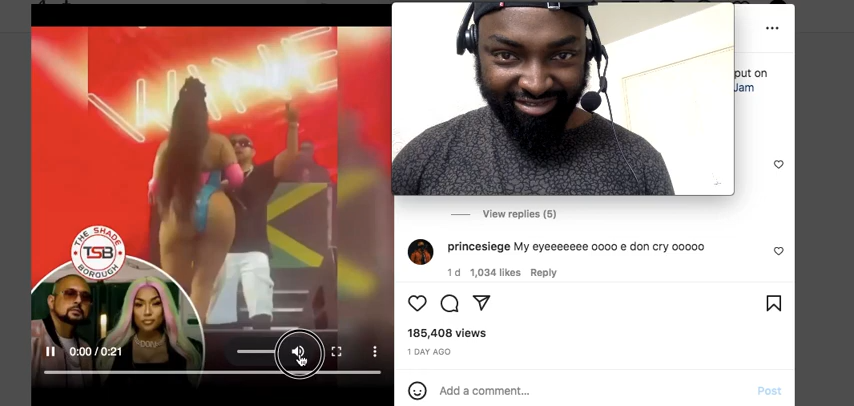 put on
Jam
View replies (5)
princesiege My eyeeeeeee oooo e don cry ooooo
1 d 1,034 likes Reply
185,408 views
1 DAY AGO
Add a comment... Post
THE SHADE
TSB
BOROUGH
DON
0:00 / 0:21